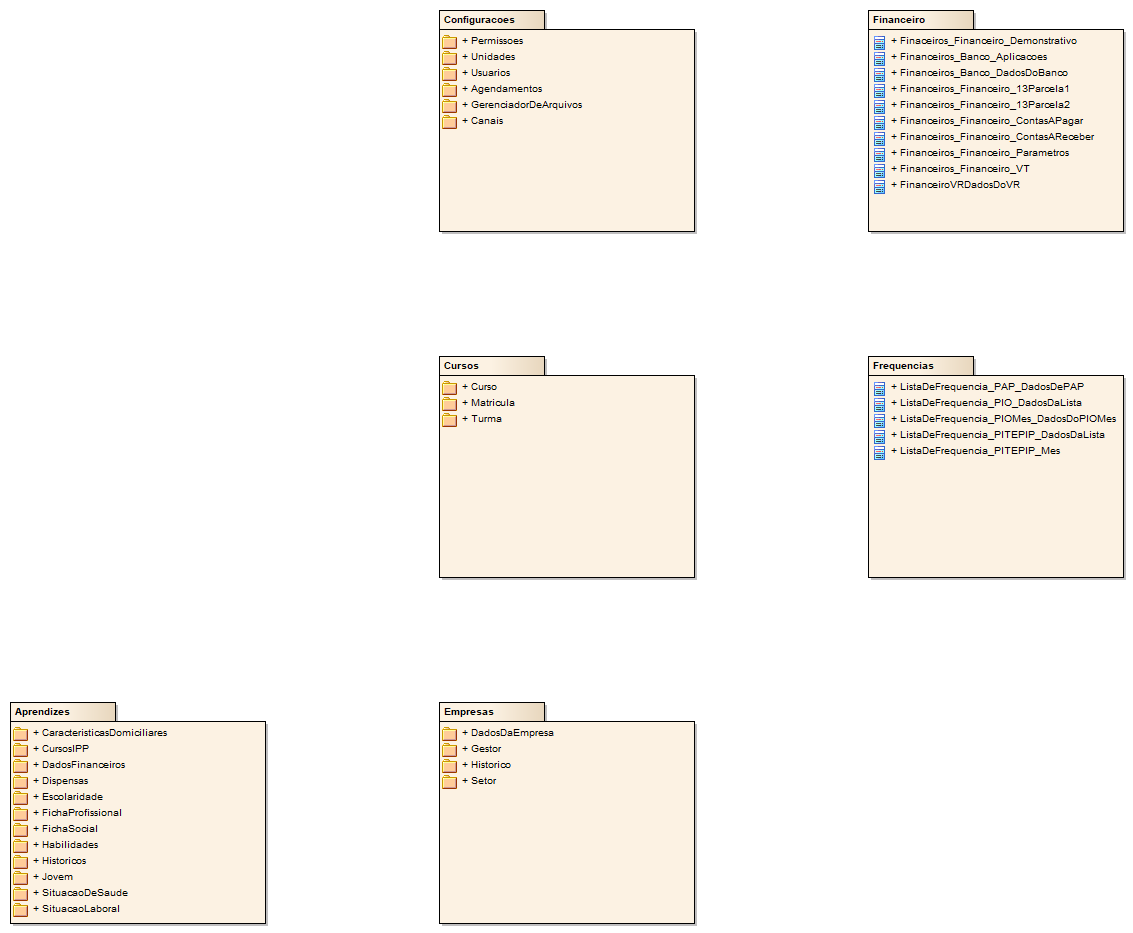 Configuracoes
+ Permissoes
+ Unidades
+ Usuarios
+ Agendamentos
+ GerenciadorDeArquivos
+ Canais
Financeiro
+ Finaceiros_Financeiro_Demonstrativo
+ Financeiros_Banco_Aplicacoes
+ Financeiros_Banco_DadosDoBanco
+ Financeiros_Financeiro_13Parcela1
+ Financeiros_Financeiro_13Parcela2
+ Financeiros_Financeiro_ContasAPagar
+ Financeiros_Financeiro_ContasAReceber
+ Financeiros_Financeiro_Parametros
+ Financeiros_Financeiro_VT
+ FinanceiroVRDadosDoVR
Cursos
+ Curso
+ Matricula
+ Turma
Frequencias
+ ListaDeFrequencia_PAP_DadosDePAP
+ ListaDeFrequencia_PIO_DadosDaLista
+ ListaDeFrequencia_PIOMes_DadosDoPIOMes
+ ListaDeFrequencia_PITEPIP_DadosDaLista
+ ListaDeFrequencia_PITEPIP_Mes
Aprendizes
+ CaracteristicasDomiciliares
+ CursosIPP
+ DadosFinanceiros
+ Dispensas
+ Escolaridade
+ FichaProfissional
+ FichaSocial
+ Habilidades
+ Historicos
+ Jovem
+ SituacaoDeSaude
+ SituacaoLaboral
Empresas
+ DadosDaEmpresa
+ Gestor
+ Historico
+ Setor